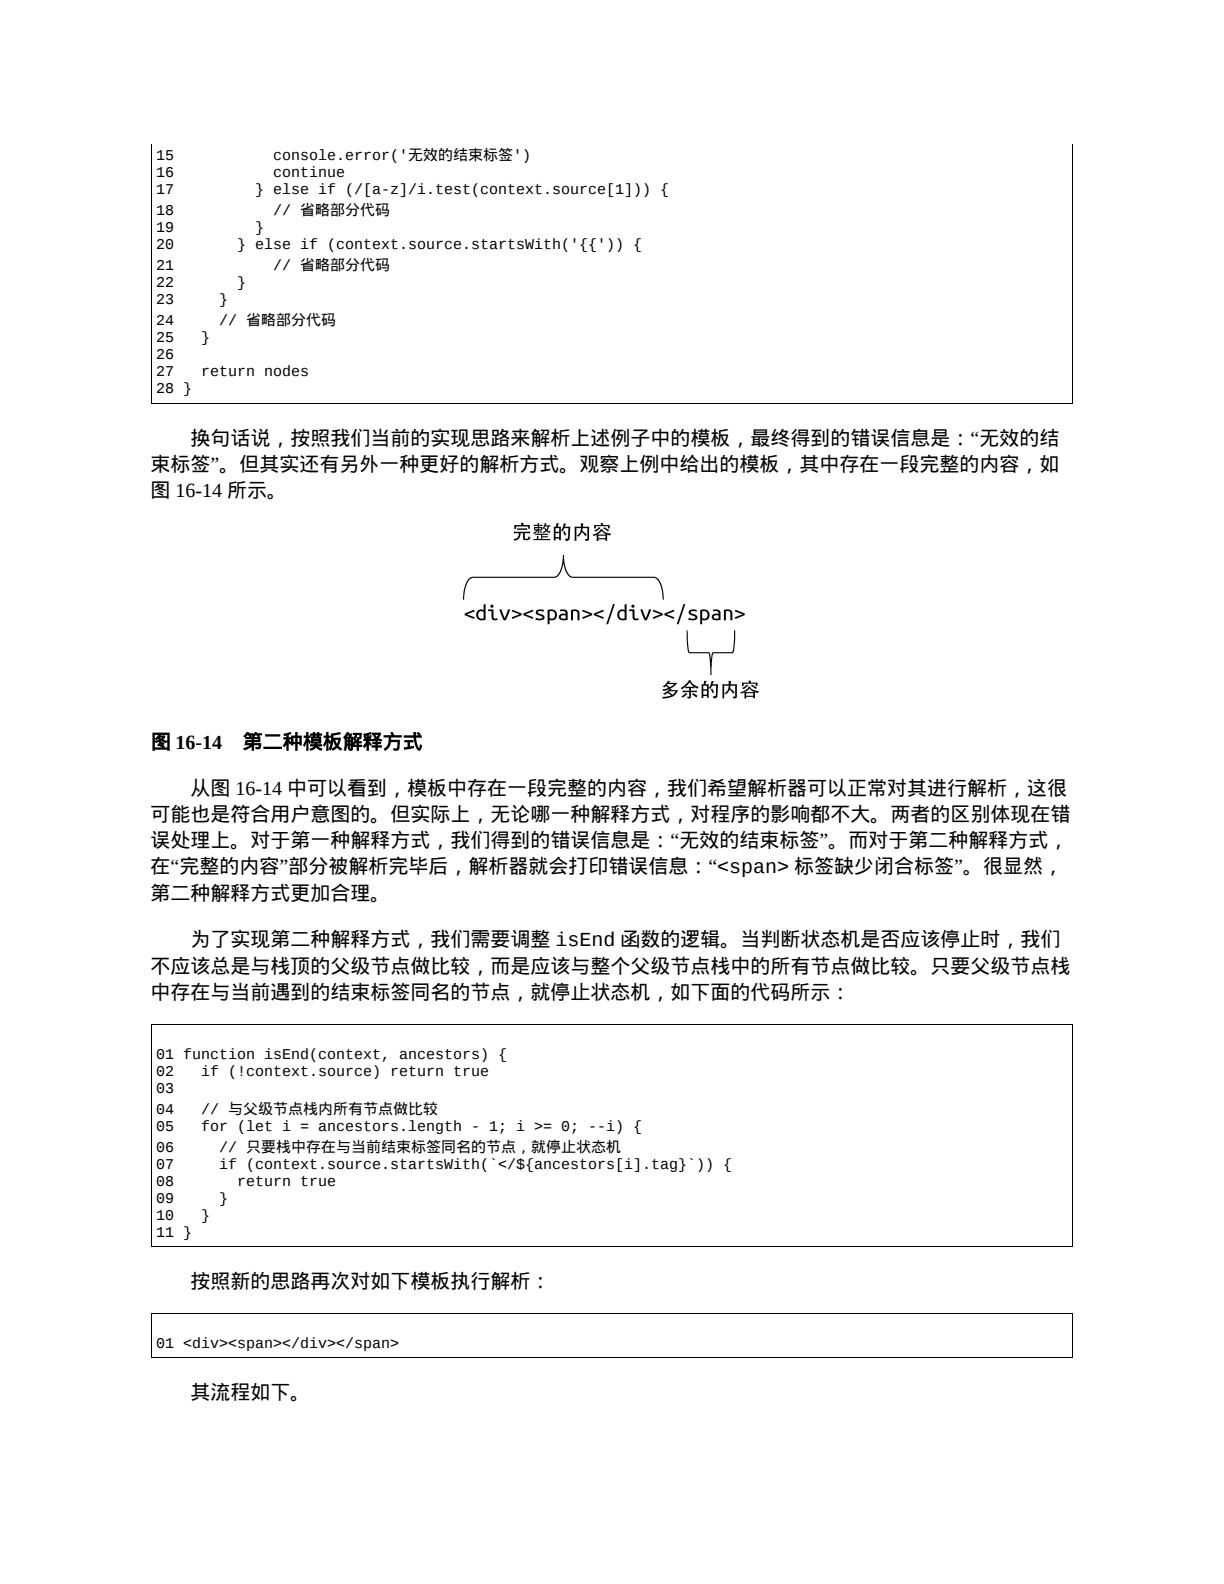 15           console.error('无效的结束标签')
16           continue
17         } else if (/[a-z]/i.test(context.source[1])) {
18           // 省略部分代码
19         }
20       } else if (context.source.startsWith('{{')) {
21           // 省略部分代码
22       }
23     }
24     // 省略部分代码
25   }
26
27   return nodes
28 }
换句话说，按照我们当前的实现思路来解析上述例子中的模板，最终得到的错误信息是：“无效的结
束标签”。但其实还有另外一种更好的解析方式。观察上例中给出的模板，其中存在一段完整的内容，如
图 16-14 所示。
完整的内容
<div><span></div></span>
多余的内容
图 16-14　第二种模板解释方式
从图 16-14 中可以看到，模板中存在一段完整的内容，我们希望解析器可以正常对其进行解析，这很
可能也是符合用户意图的。但实际上，无论哪一种解释方式，对程序的影响都不大。两者的区别体现在错
误处理上。对于第一种解释方式，我们得到的错误信息是：“无效的结束标签”。而对于第二种解释方式，
在“完整的内容”部分被解析完毕后，解析器就会打印错误信息：“<span> 标签缺少闭合标签”。很显然，
第二种解释方式更加合理。
为了实现第二种解释方式，我们需要调整 isEnd 函数的逻辑。当判断状态机是否应该停止时，我们
不应该总是与栈顶的父级节点做比较，而是应该与整个父级节点栈中的所有节点做比较。只要父级节点栈
中存在与当前遇到的结束标签同名的节点，就停止状态机，如下面的代码所示：
01 function isEnd(context, ancestors) {
02   if (!context.source) return true
03
04   // 与父级节点栈内所有节点做比较
05   for (let i = ancestors.length - 1; i >= 0; --i) {
06     // 只要栈中存在与当前结束标签同名的节点，就停止状态机
07     if (context.source.startsWith(`</${ancestors[i].tag}`)) {
08       return true
09     }
10   }
11 }
按照新的思路再次对如下模板执行解析：
01 <div><span></div></span>
其流程如下。